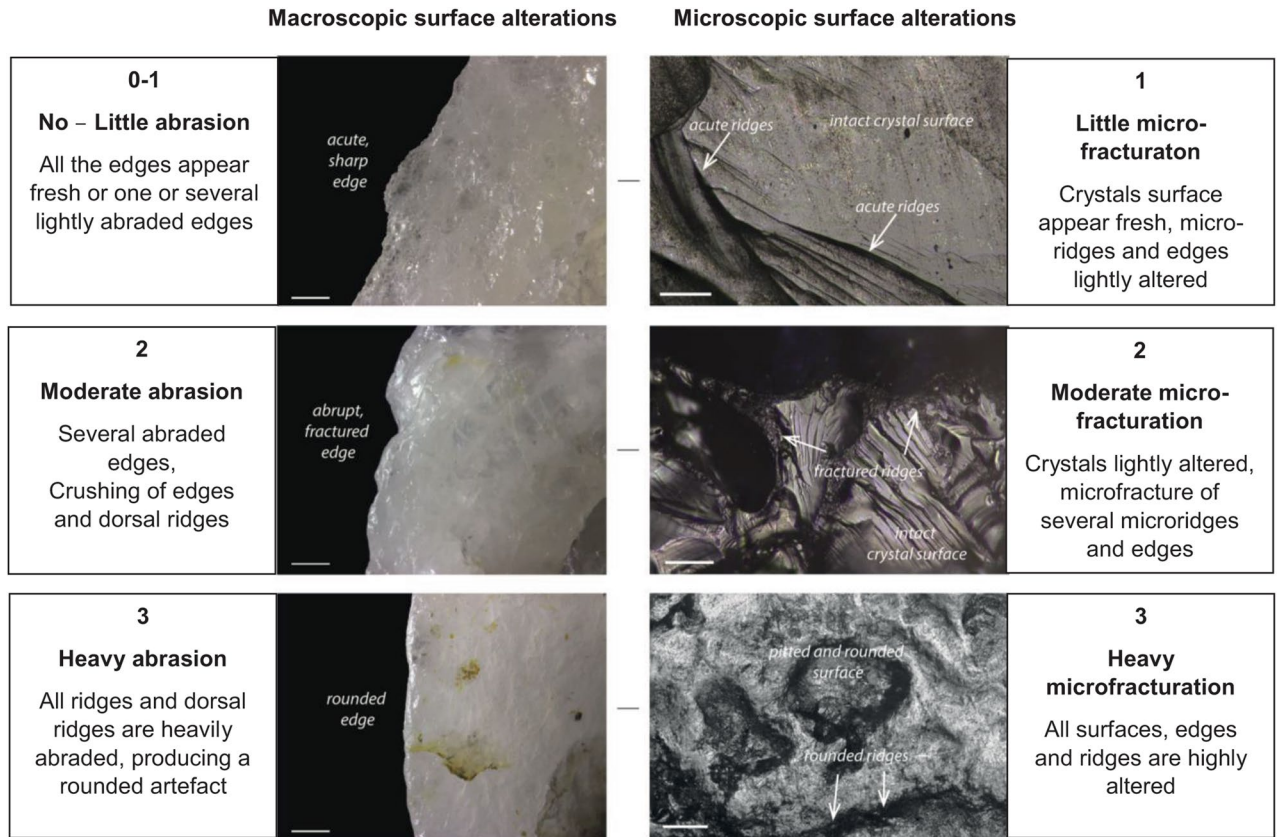 Macroscopic surface alterations
Microscopic surface alterations
0-1
No – Little abrasion
All the edges appear
fresh or one or several
lightly abraded edges
acute,
sharp
edge
acute ridges
intact crystal surface
acute ridges
1
Little micro-
fracturaton
Crystals surface
appear fresh, micro-
ridges and edges
lightly altered
2
Moderate abrasion
Several abraded
edges,
Crushing of edges
and dorsal ridges
abrupt,
fractured
edge
fractured ridges
intact
crystal surface
2
Moderate micro-
fracturation
Crystals lightly altered,
microfracture of
several microridges
and edges
3
Heavy abrasion
All ridges and dorsal
ridges are heavily
abraded, producing a
rounded artefact
rounded
edge
pitted and rounded
surface
rounded ridges
3
Heavy
microfracturation
All surfaces, edges
and ridges are highly
altered